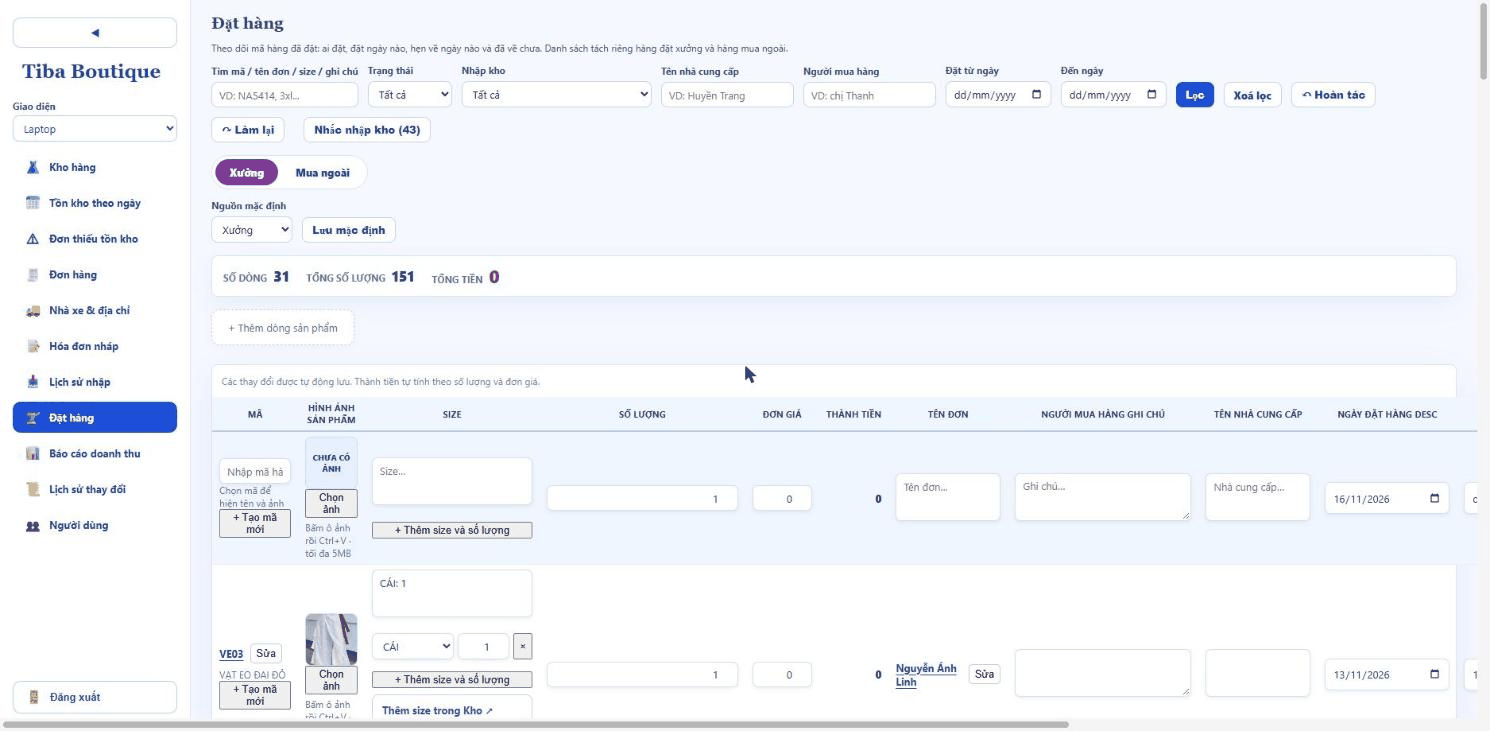 ◀
Tiba Boutique
Giao diện
Laptop
Kho hàng
Tồn kho theo ngày
Đơn thiếu tồn kho
Đơn hàng
Nhà xe & địa chỉ
Hóa đơn nháp
Lịch sử nhập
Đặt hàng
Báo cáo doanh thu
Lịch sử thay đổi
Người dùng
Đăng xuất
Đặt hàng
Theo dõi mã hàng đã đặt: ai đặt, đặt ngày nào, hẹn về ngày nào và đã về chưa. Danh sách tách riêng hàng đặt xưởng và hàng mua ngoài.
Tìm mã / tên đơn / size / ghi chú Trạng thái Nhập kho Tên nhà cung cấp Người mua hàng Đặt từ ngày Đến ngày
VD: NA5414, 3xl... Tất cả Tất cả VD: Huyền Trang VD: chị Thanh dd/mm/yyyy dd/mm/yyyy Lọc Xoá lọc ↶ Hoàn tác
↷ Làm lại Nhắc nhập kho (43)
Xưởng Mua ngoài
Nguồn mặc định
Xưởng Lưu mặc định
SỐ DÒNG 31 TỔNG SỐ LƯỢNG 151 TỔNG TIỀN 0
+ Thêm dòng sản phẩm
Các thay đổi được tự động lưu. Thành tiền tự tính theo số lượng và đơn giá.
MÃ HÌNH ẢNH SẢN PHẨM SIZE SỐ LƯỢNG ĐƠN GIÁ THÀNH TIỀN TÊN ĐƠN NGƯỜI MUA HÀNG GHI CHÚ TÊN NHÀ CUNG CẤP NGÀY ĐẶT HÀNG DESC
Nhập mã hà
Chọn mã để
hiện tên và ảnh
+ Tạo mã
mới
CHƯA CÓ
ẢNH
Chọn
ảnh
Bấm ô ảnh
rồi Ctrl+V -
tối đa 5MB
Size...
+ Thêm size và số lượng
1 0 0 Tên đơn... Ghi chú... Nhà cung cấp... 16/11/2026
VE03 Sửa
VẠT EO ĐAI ĐỎ
+ Tạo mã
mới
Chọn
ảnh
Bấm ô ảnh
rồi Ctrl+V -
CÁI: 1
CÁI 1 ×
+ Thêm size và số lượng
Thêm size trong Kho ↗
1 0 0 Nguyễn Ánh
Linh Sửa 13/11/2026